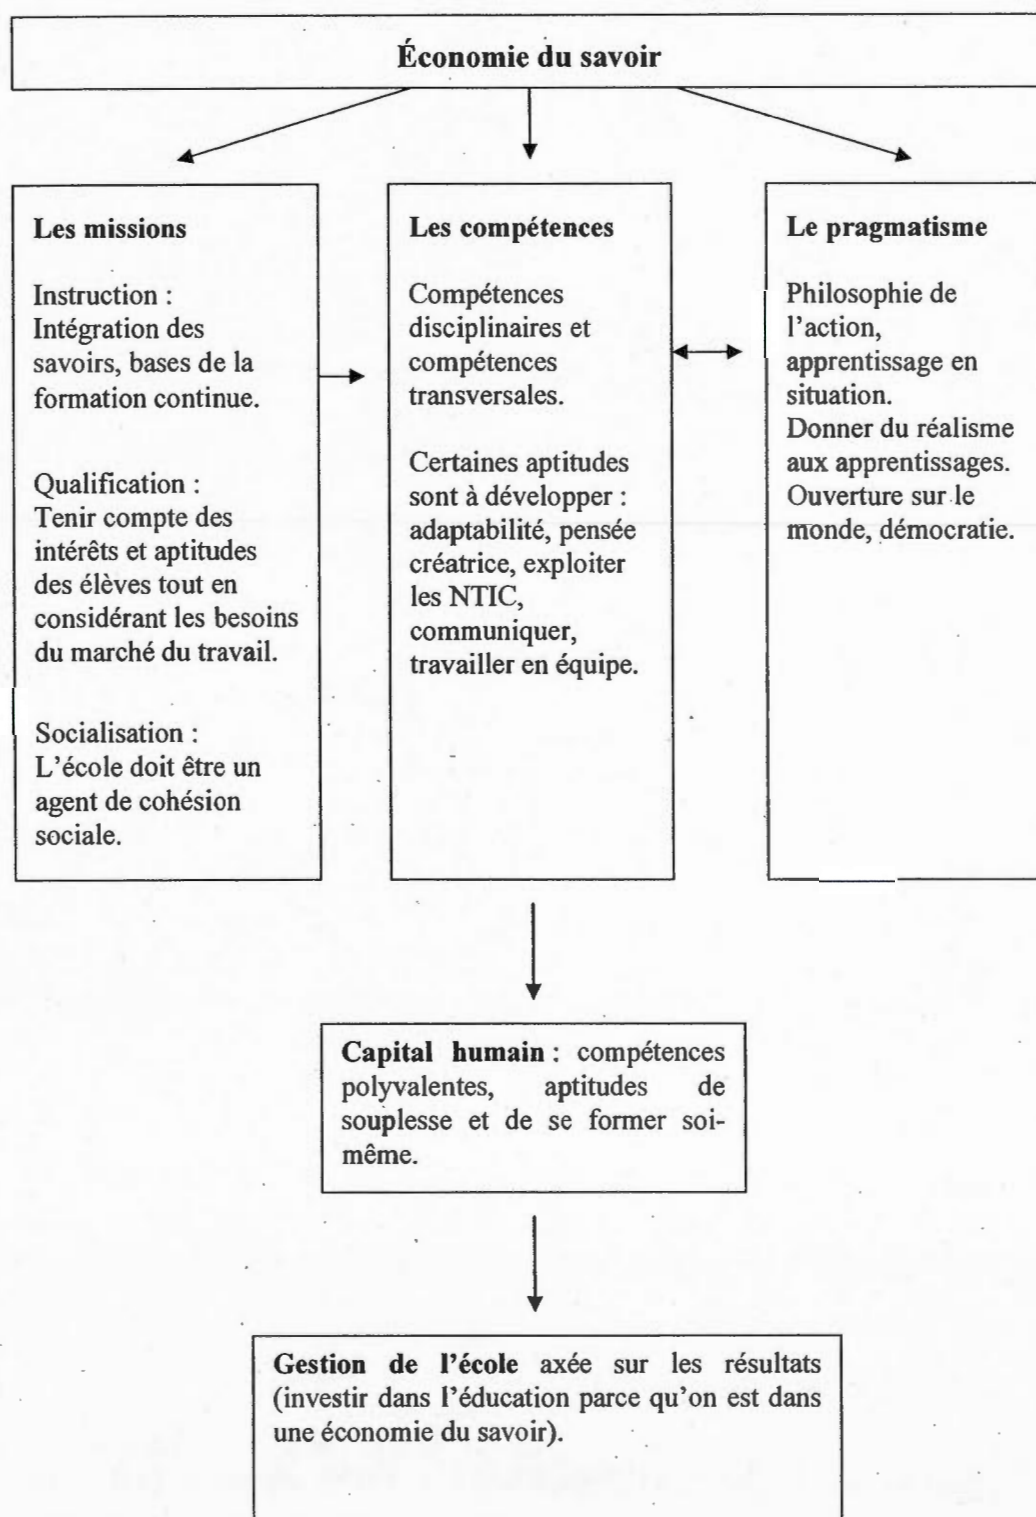 Économie du savoir
Les missions
Instruction :
Intégration des
savoirs, bases de la
formation continue.
Qualification :
Tenir compte des
intérêts et aptitudes
des élèves tout en
considérant les besoins
du marché du travail.
Socialisation :
L'école doit être un
agent de cohésion
sociale.
Les compétences
Compétences
disciplinaires et
compétences
transversales.
Certaines aptitudes
sont à développer :
adaptabilité, pensée
créatrice, exploiter
les NTIC,
communiquer,
travailler en équipe.
Le pragmatisme
Philosophie de
l'action,
apprentissage en
situation.
Donner du réalisme
aux apprentissages.
Ouverture sur le
monde, démocratie.
Capital humain : compétences
polyvalentes, aptitudes de
souplesse et de se former soi-
même.
Gestion de l'école axée sur les résultats
(investir dans l'éducation parce qu'on est dans
une économie du savoir).